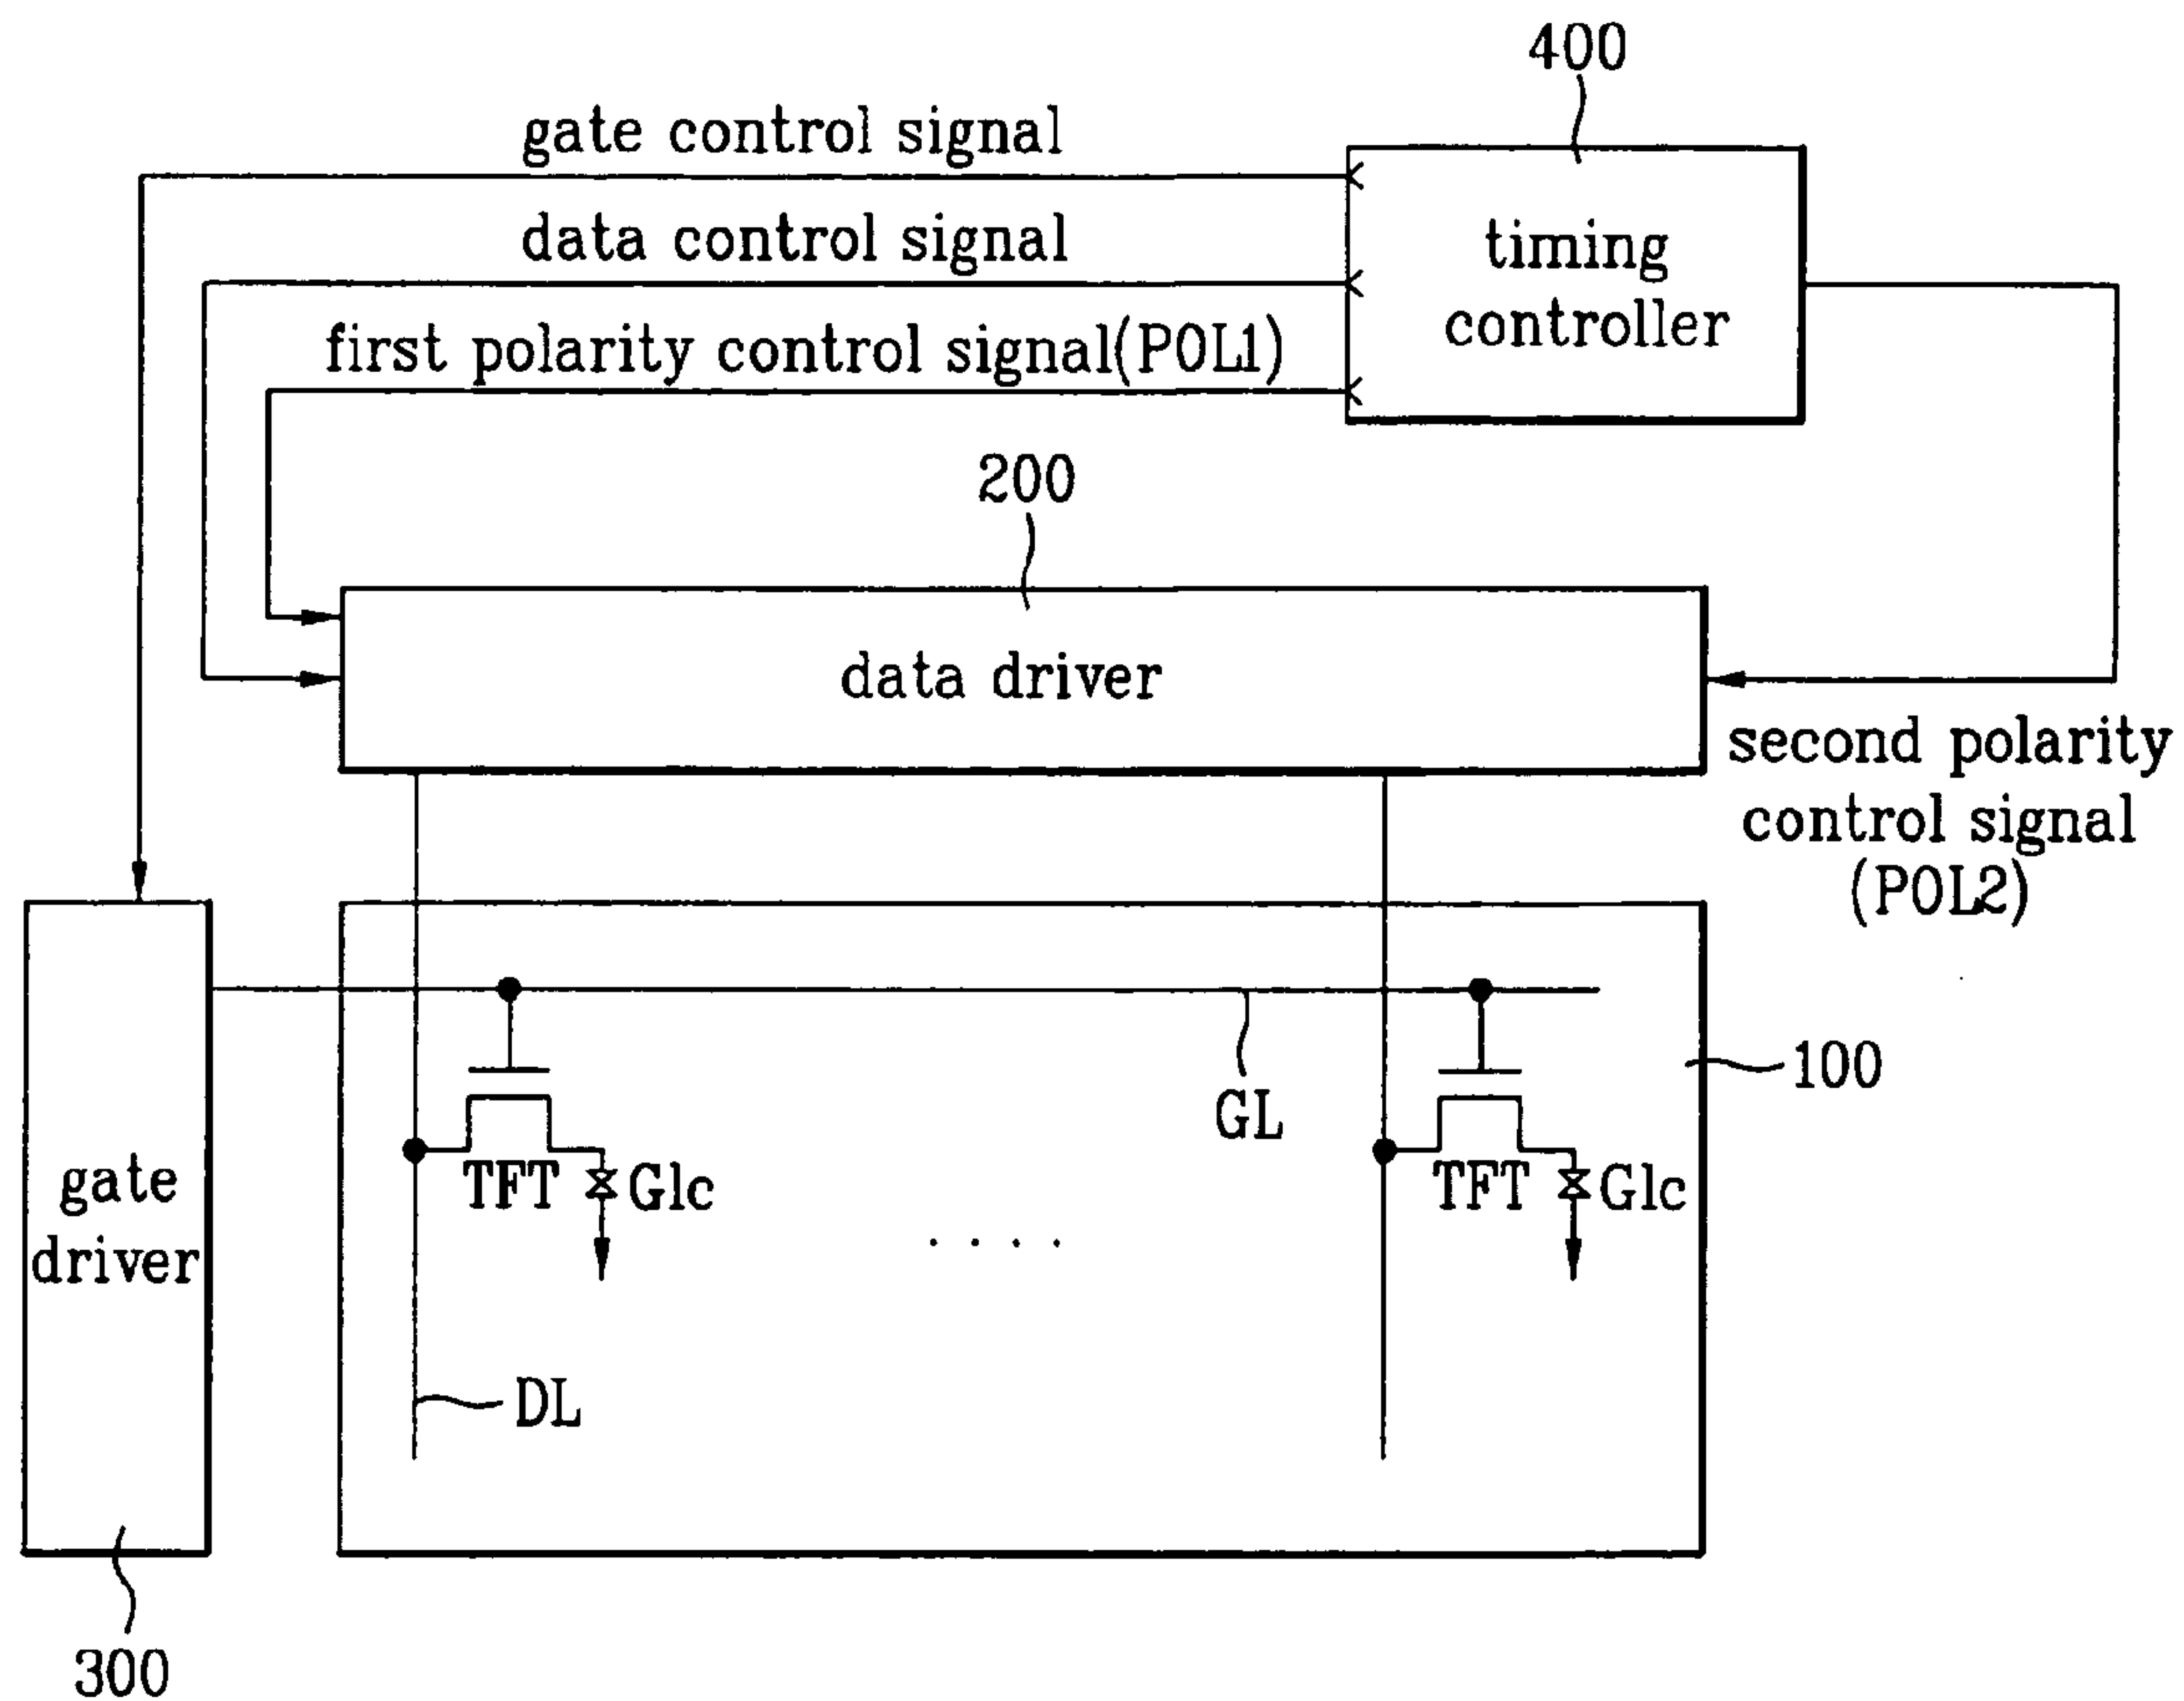 400
gate control signal
data control signal
timing
controller
first polarity control signal(POL1)
200
data driver
second polarity
control signal
(POL2)
100
GL
TFT
Glc
TFT
Glc
gate
driver
DL
300